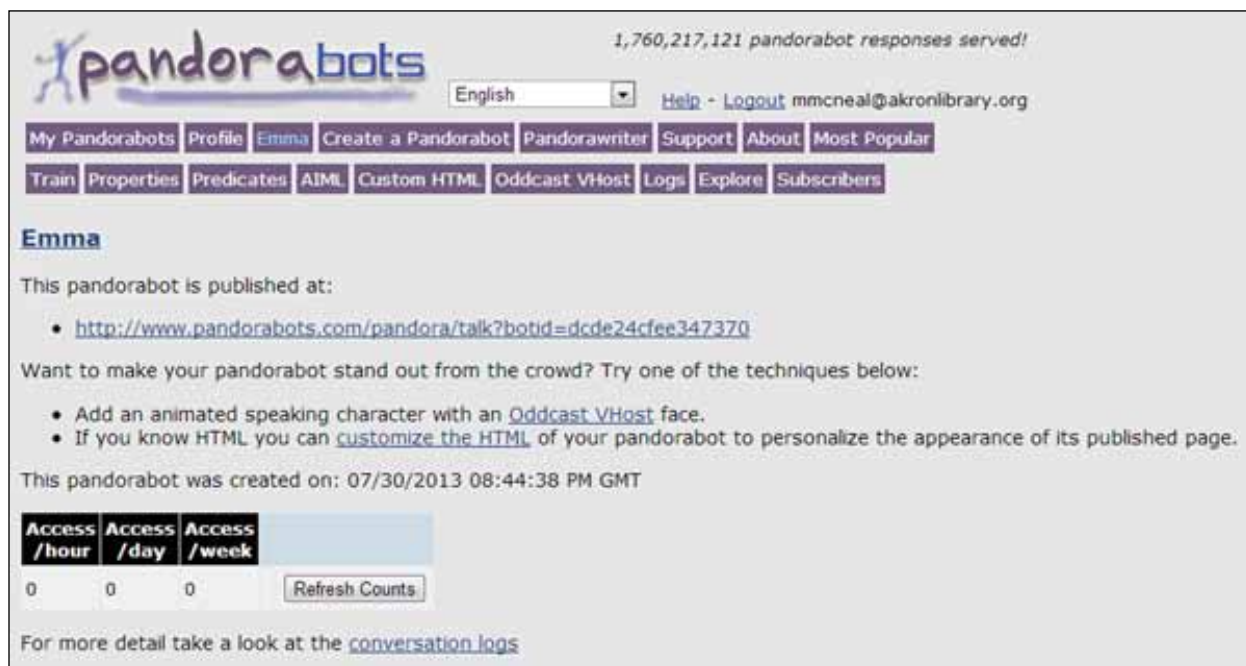 pandorabots
1,760,217,121 pandorabot responses served!
English
Help - Logout mmcneal@akronlibrary.org
My Pandorabots Profile Emma Create a Pandorabot Pandorawriter Support About Most Popular
Train Properties Predicates AIML Custom HTML Oddcast VHost Logs Explore Subscribers
Emma
This pandorabot is published at:
• http://www.pandorabots.com/pandora/talk?botid=dcde24cfee347370
Want to make your pandorabot stand out from the crowd? Try one of the techniques below:
• Add an animated speaking character with an Oddcast VHost face.
• If you know HTML you can customize the HTML of your pandorabot to personalize the appearance of its published page.
This pandorabot was created on: 07/30/2013 08:44:38 PM GMT
Access Access Access
/hour /day /week
0 0 0 Refresh Counts
For more detail take a look at the conversation logs